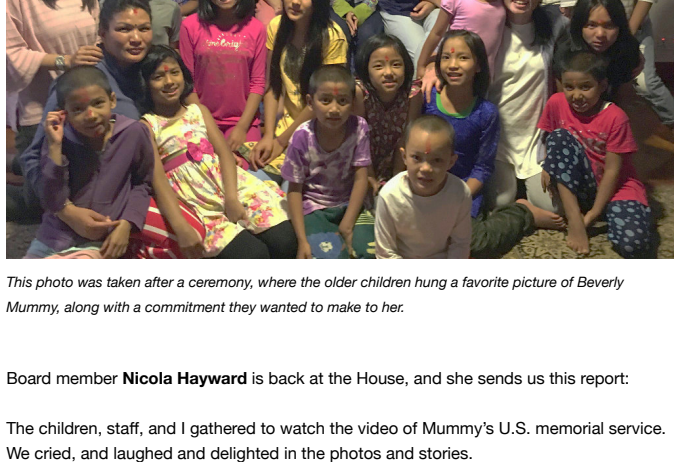 This photo was taken after a ceremony, where the older children hung a favorite picture of Beverly
Mummy, along with a commitment they wanted to make to her.
Board member Nicola Hayward is back at the House, and she sends us this report:
The children, staff, and I gathered to watch the video of Mummy’s U.S. memorial service.
We cried, and laughed and delighted in the photos and stories.